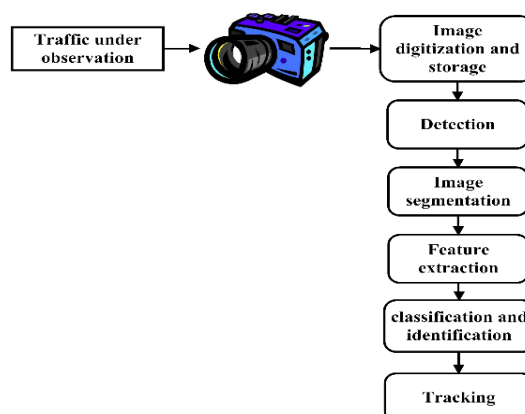 Traffic under
observation
Image
digitization and
storage
Detection
Image
segmentation
Feature
extraction
classification and
identification
Tracking